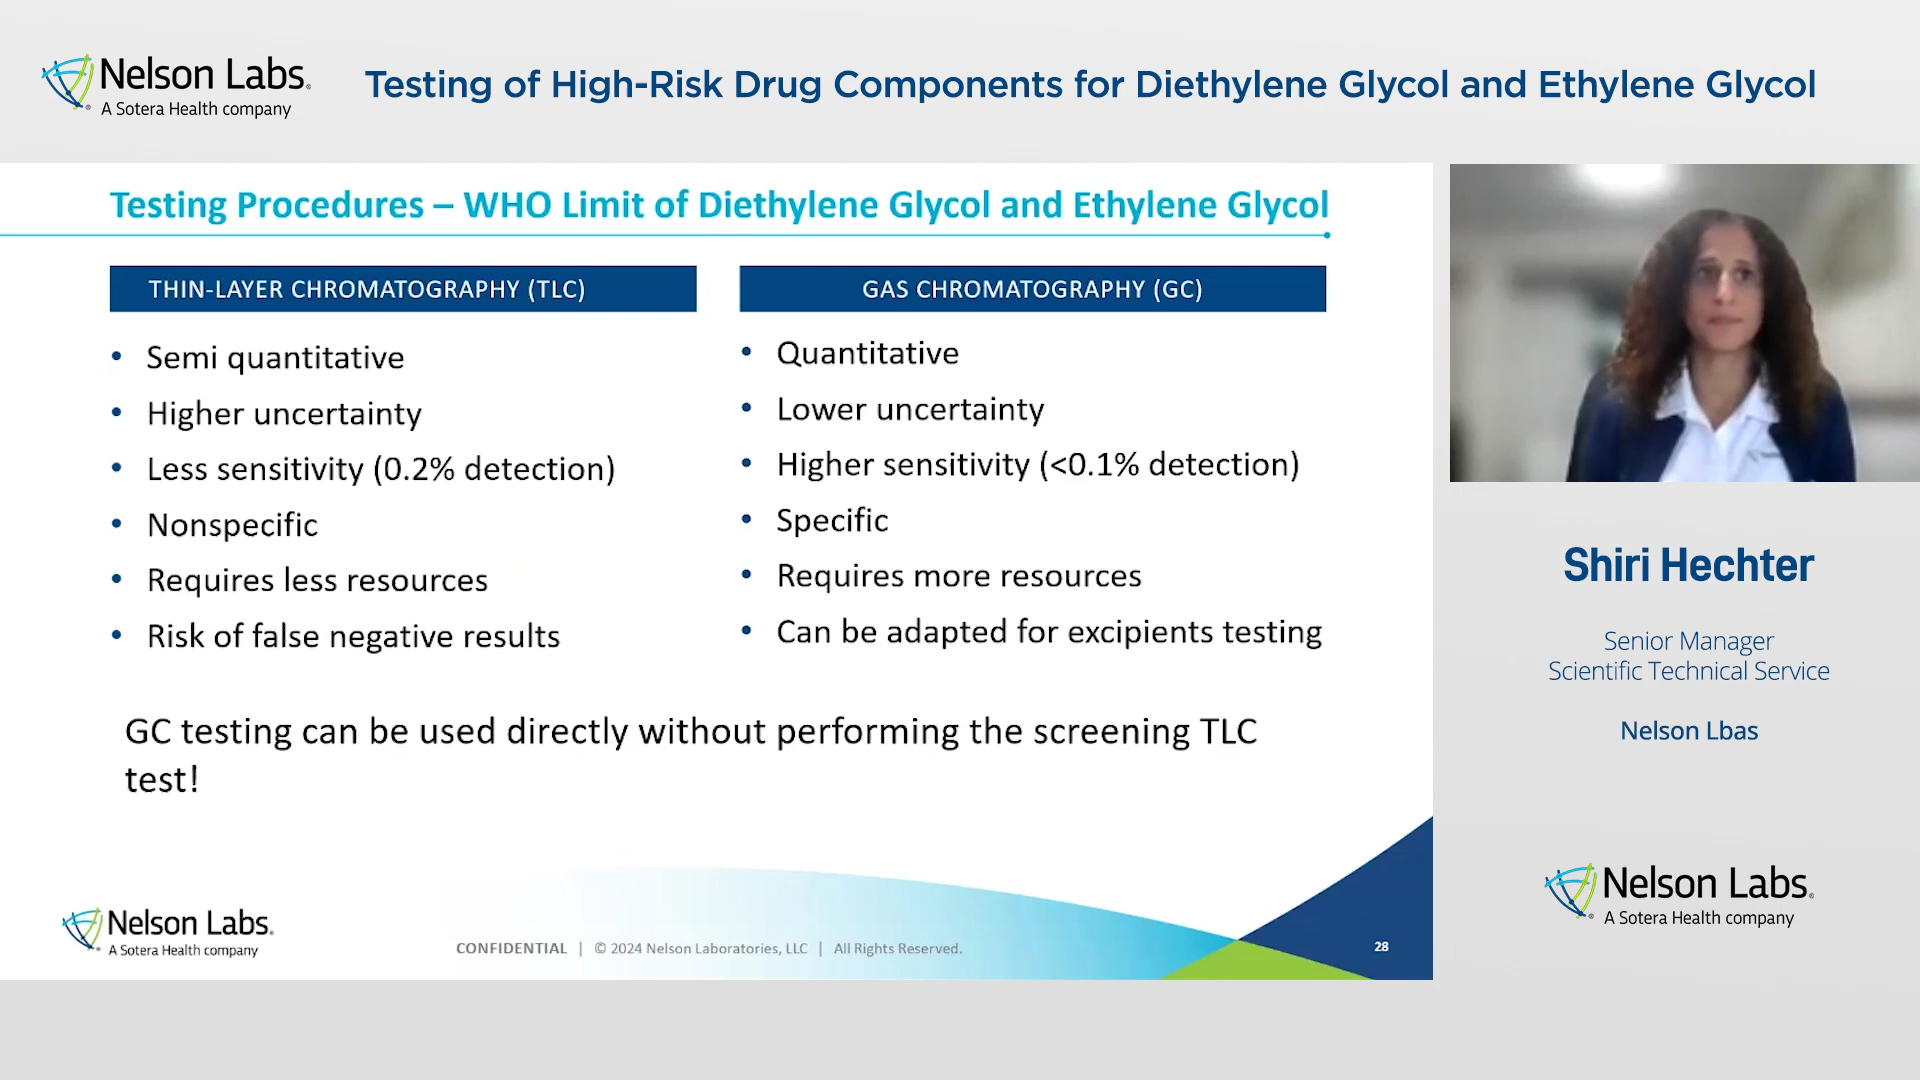 Nelson Labs®
A Sotera Health company
Testing of High-Risk Drug Components for Diethylene Glycol and Ethylene Glycol
Testing Procedures – WHO Limit of Diethylene Glycol and Ethylene Glycol
THIN-LAYER CHROMATOGRAPHY (TLC)
• Semi quantitative
• Higher uncertainty
• Less sensitivity (0.2% detection)
• Nonspecific
• Requires less resources
• Risk of false negative results
GAS CHROMATOGRAPHY (GC)
• Quantitative
• Lower uncertainty
• Higher sensitivity (<0.1% detection)
• Specific
• Requires more resources
• Can be adapted for excipients testing
GC testing can be used directly without performing the screening TLC
test!
Nelson Labs®
A Sotera Health company
CONFIDENTIAL | © 2024 Nelson Laboratories, LLC | All Rights Reserved.
28
Shiri Hechter
Senior Manager
Scientific Technical Service
Nelson Lbas
Nelson Labs®
A Sotera Health company